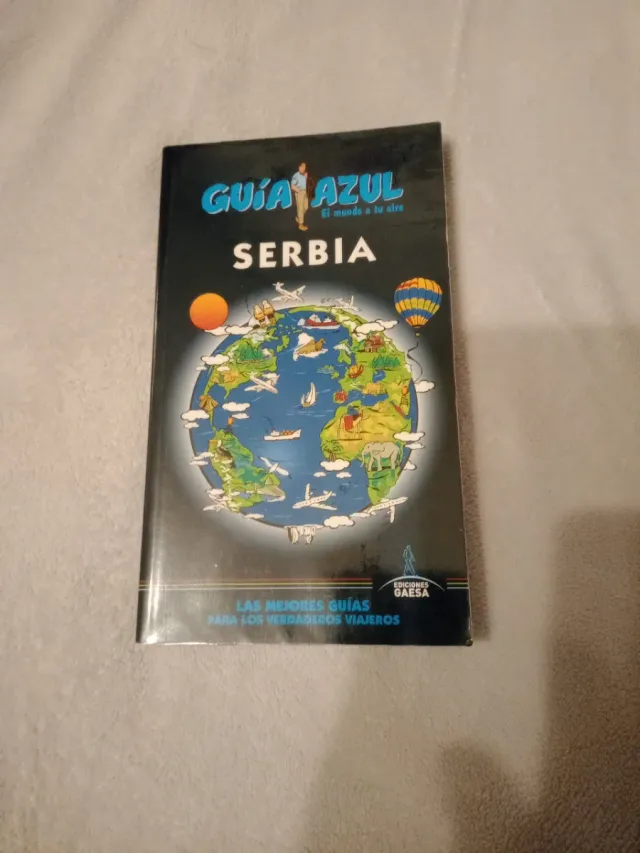 GUÍA AZUL
El mundo a tu aire
SERBIA
EDICIONES
GAESA
LAS MEJORES GUÍAS
PARA LOS VERDADEROS VIAJEROS